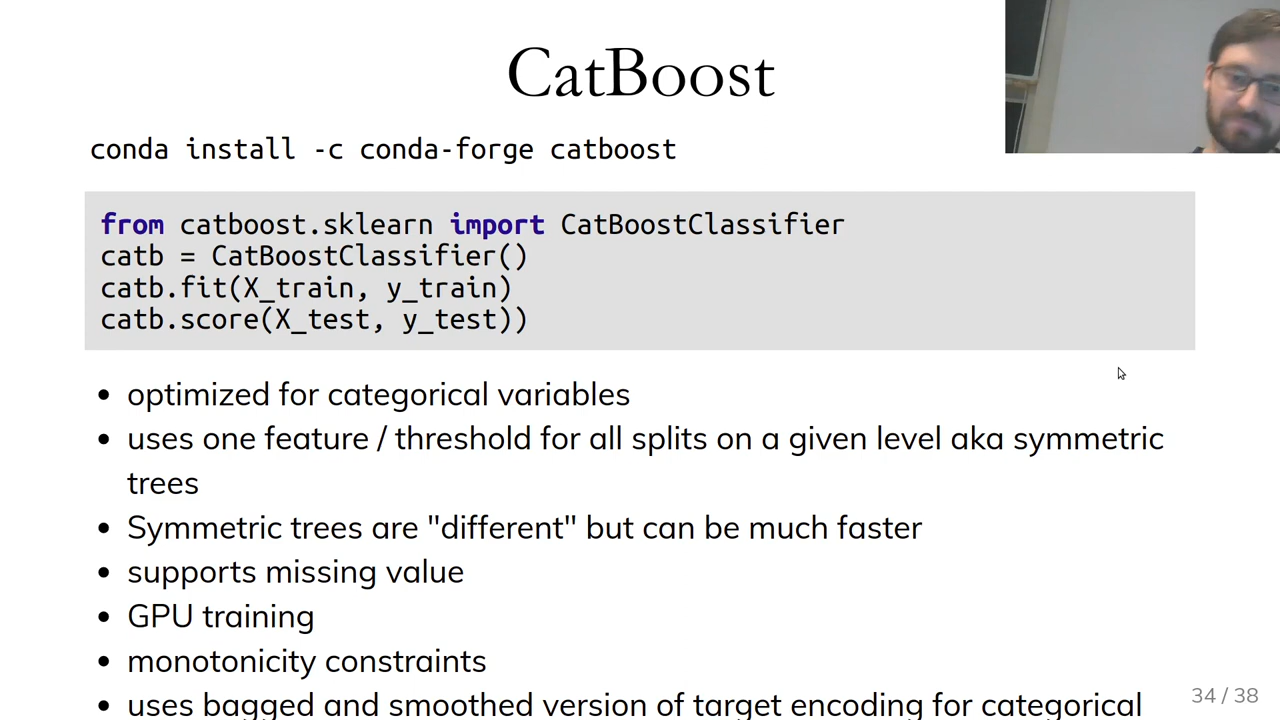 CatBoost
conda install -c conda-forge catboost
from catboost.sklearn import CatBoostClassifier
catb = CatBoostClassifier()
catb.fit(X_train, y_train)
catb.score(X_test, y_test))
• optimized for categorical variables
• uses one feature / threshold for all splits on a given level aka symmetric
trees
• Symmetric trees are "different" but can be much faster
• supports missing value
• GPU training
• monotonicity constraints
• uses bagged and smoothed version of target encoding for categorical
34 / 38